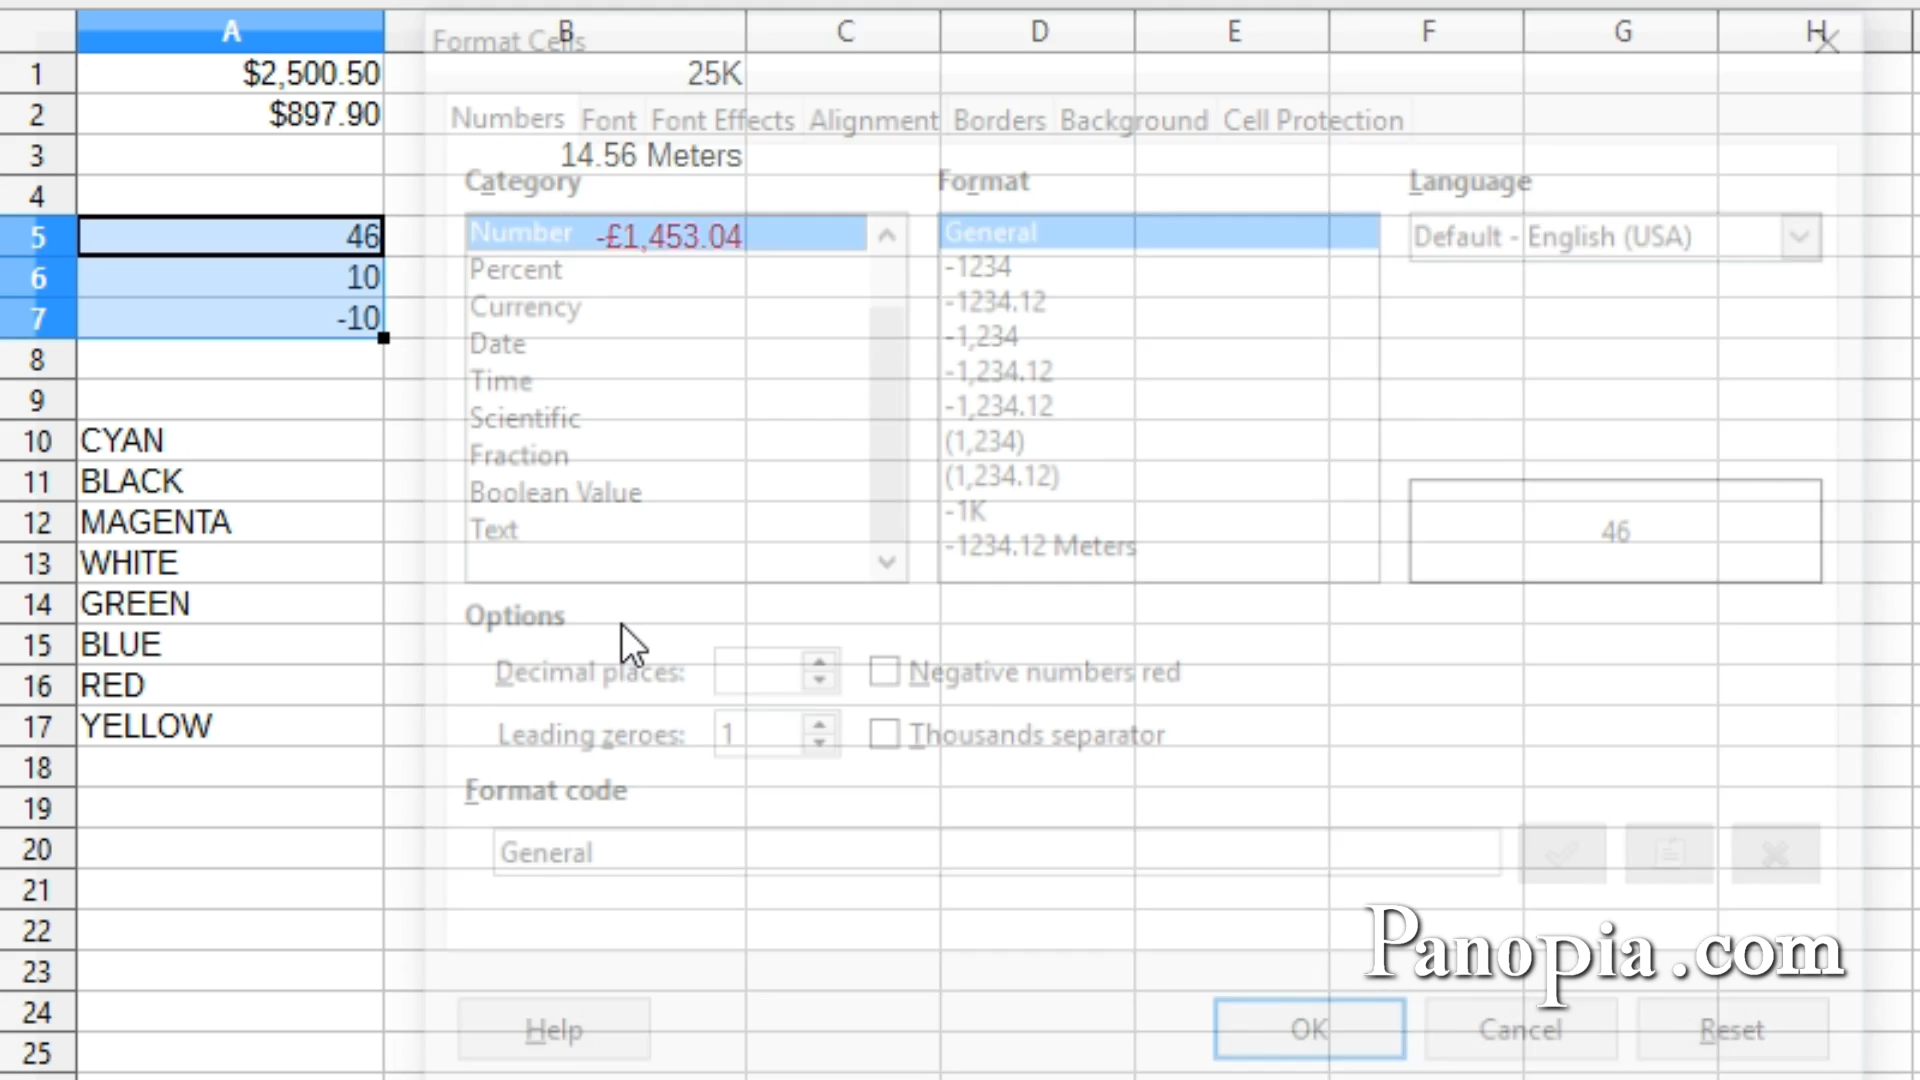 A B C D E F G H
Format Cells
1 $2,500.50 25K
2 $897.90
Numbers Font Font Effects Alignment Borders Background Cell Protection
3 14.56 Meters
Category Format Language
4
5 46 Number -£1,453.04 General Default - English (USA)
6 10 Percent -1234
Currency -1234.12
7 -10
Date -1,234
8
Time -1,234.12
9
Scientific -1,234.12
10 CYAN
Fraction (1,234)
11 BLACK
Boolean Value (1,234.12)
12 MAGENTA
Text -1K
46
-1234.12 Meters
13 WHITE
14 GREEN
Options
15 BLUE
Decimal places: Negative numbers red
16 RED
17 YELLOW
Leading zeroes: 1 Thousands separator
18
Format code
19
20 General
21
22
Panopia.com
23
24
Help OK Cancel Reset
25